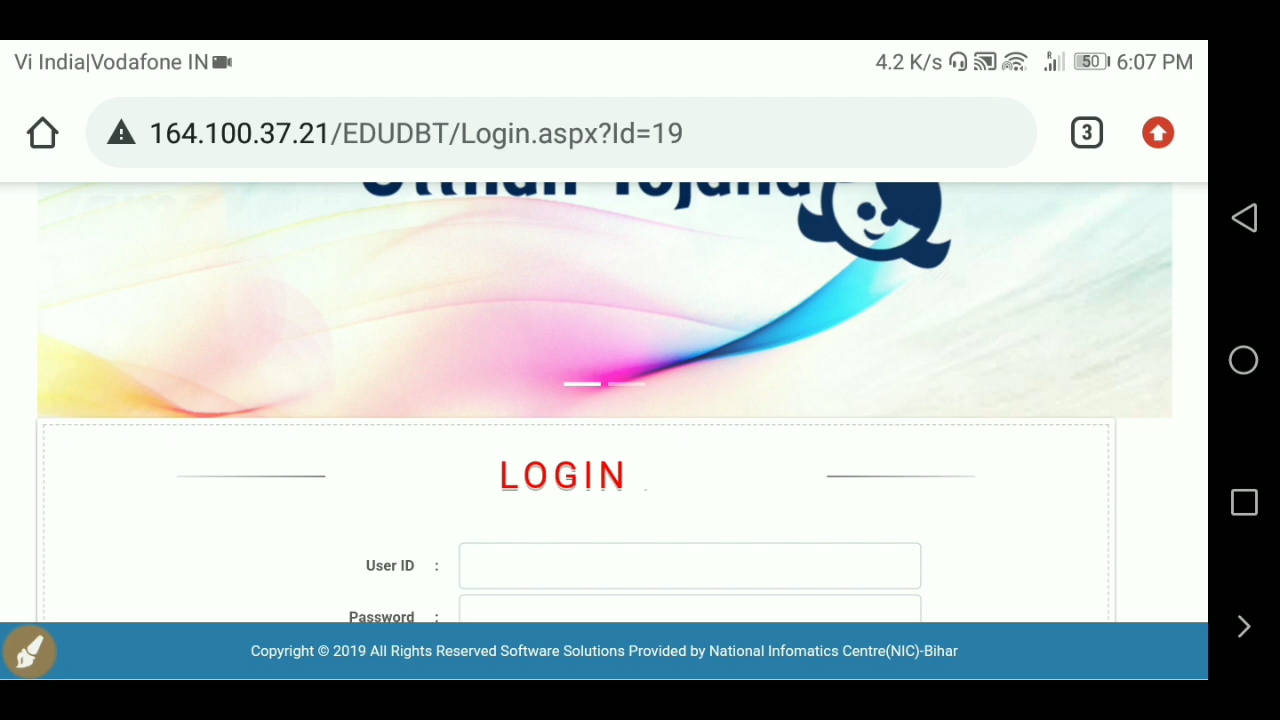 Vi India|Vodafone IN 4.2 K/s 50 6:07 PM
164.100.37.21/EDUDBT/Login.aspx?Id=19 3
LOGIN
User ID :
Password :
Copyright © 2019 All Rights Reserved Software Solutions Provided by National Infomatics Centre(NIC)-Bihar